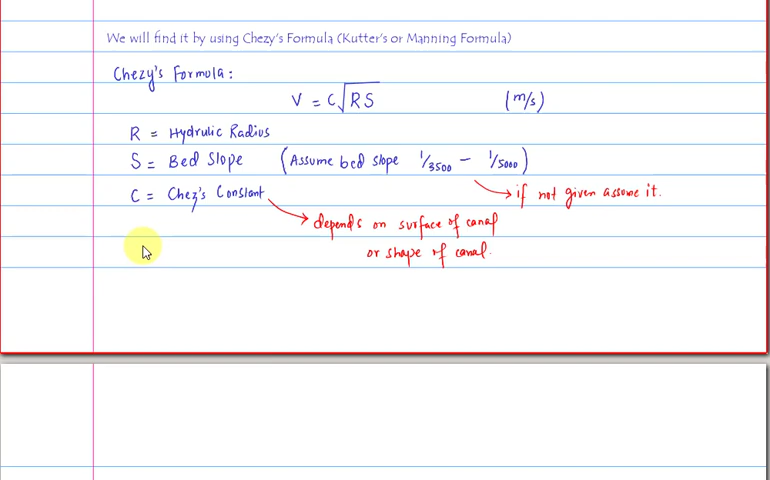 We will find it by using Chezy's Formula (Kutter's or Manning Formula)
Chezy's Formula:
V = C√RS (m/s)
R = Hydrulic Radius
S = Bed Slope (Assume bed slope 1/3500 - 1/5000)
C = Chez's Constant
if not given assume it.
depends on surface of canal
or shape of canal.